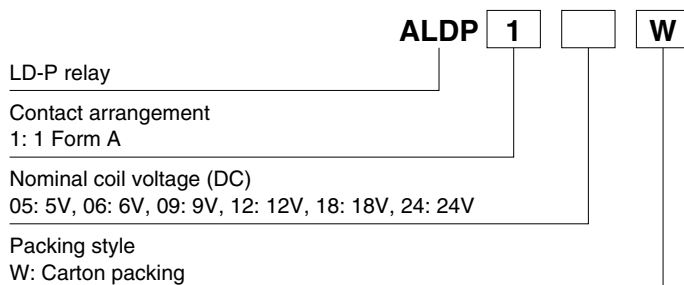 ALDP 1 W
LD-P relay
Contact arrangement
1: 1 Form A
Nominal coil voltage (DC)
05: 5V, 06: 6V, 09: 9V, 12: 12V, 18: 18V, 24: 24V
Packing style
W: Carton packing